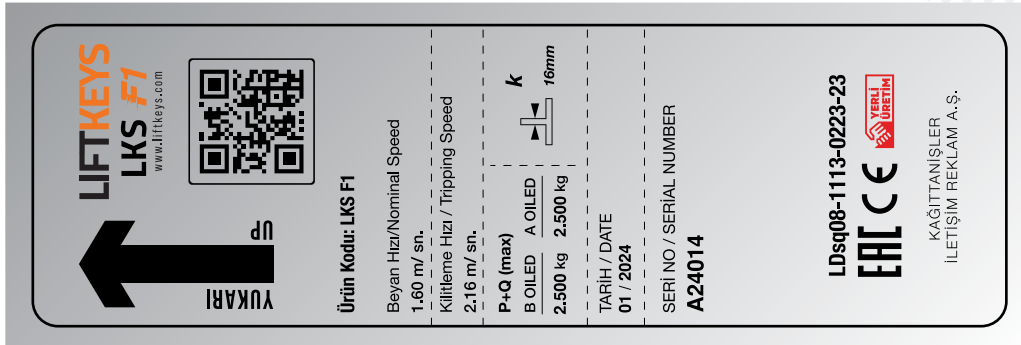 LIFTKEYS
LKS F1
www.liftkeys.com
YUKARI
UP
Ürün Kodu: LKS F1
Beyan Hızı/Nominal Speed
1.60 m/ sn.
Kilitleme Hızı / Tripping Speed
2.16 m/ sn.
P+Q (max)
B OILED A OILED
2.500 kg 2.500 kg
k
16mm
TARİH / DATE
01 / 2024
SERİ NO / SERIAL NUMBER
A24014
LDsq08-1113-0223-23
EAC CE
YERLİ
ÜRETİM
KAĞITTANİŞLER
İLETİŞİM REKLAM A.Ş.